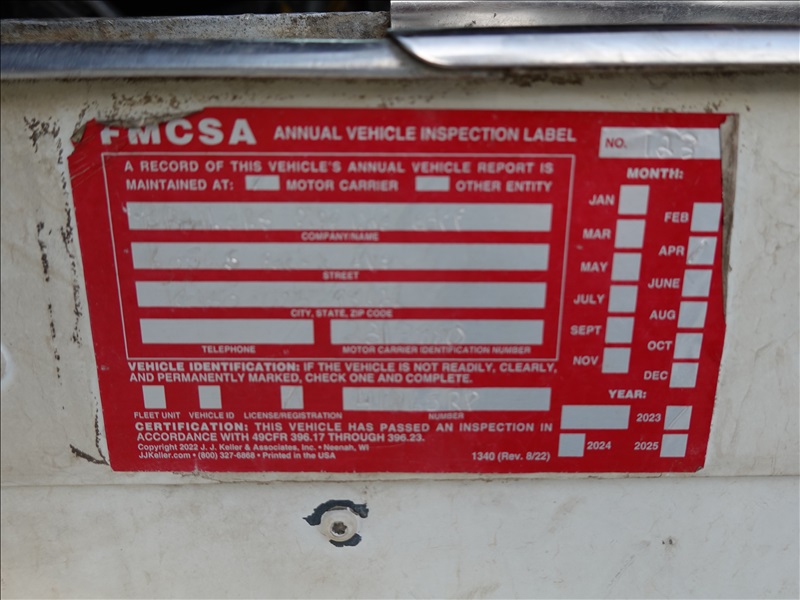 FMCSA ANNUAL VEHICLE INSPECTION LABEL
NO. 123
A RECORD OF THIS VEHICLE'S ANNUAL VEHICLE REPORT IS
MAINTAINED AT: MOTOR CARRIER OTHER ENTITY
COMPANY NAME
STREET
CITY, STATE, ZIP CODE
TELEPHONE MOTOR CARRIER IDENTIFICATION NUMBER
VEHICLE IDENTIFICATION: IF THE VEHICLE IS NOT READILY, CLEARLY,
AND PERMANENTLY MARKED, CHECK ONE AND COMPLETE.
FLEET UNIT VEHICLE ID LICENSE/REGISTRATION NUMBER
CERTIFICATION: THIS VEHICLE HAS PASSED AN INSPECTION IN
ACCORDANCE WITH 49CFR 396.17 THROUGH 396.23.
Copyright 2022 J. J. Keller & Associates, Inc. • Neenah, WI
JJKeller.com • (800) 327-6868 • Printed in the USA
1340 (Rev. 8/22)
MONTH:
JAN FEB
MAR APR
MAY JUNE
JULY AUG
SEPT OCT
NOV DEC
YEAR:
2023
2024 2025